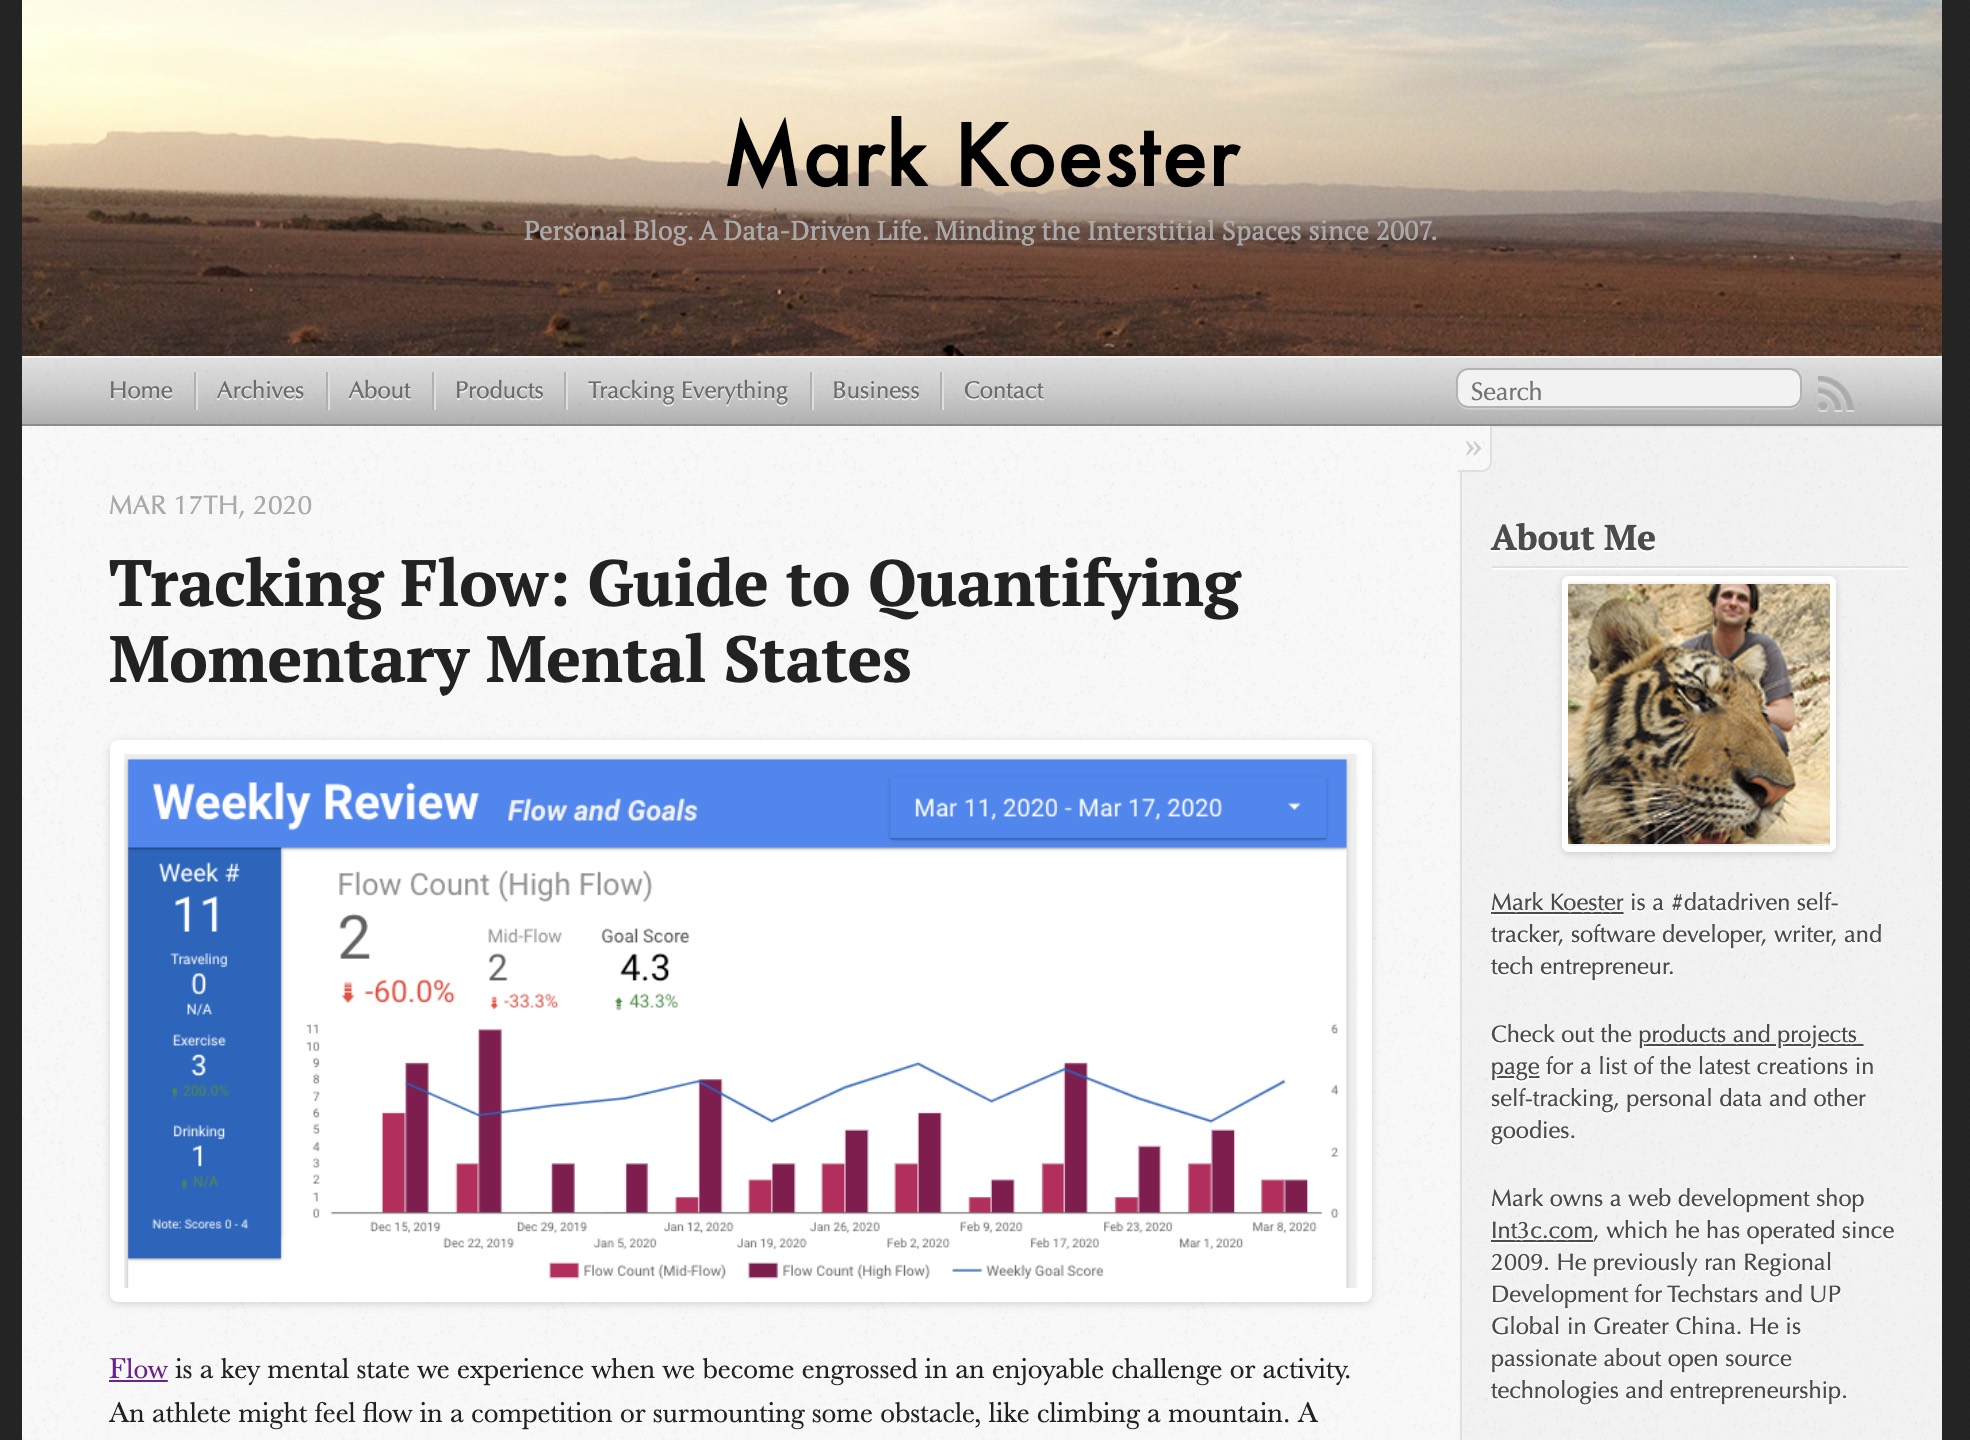 Mark Koester
Personal Blog. A Data-Driven Life. Minding the Interstitial Spaces since 2007.
Home
Archives
About
Products
Tracking Everything
Business
Contact
Search
»
MAR 17TH, 2020
Tracking Flow: Guide to Quantifying
Momentary Mental States
Weekly Review
Flow and Goals
Mar 11, 2020 - Mar 17, 2020
Week #
11
Traveling
0
N/A
Exercise
3
200.0%
Drinking
1
N/A
Note: Scores 0 - 4
Flow Count (High Flow)
2
-60.0%
Mid-Flow
2
-33.3%
Goal Score
4.3
43.3%
11
10
9
8
7
6
5
4
3
2
1
0
6
4
2
0
Dec 15, 2019
Dec 22, 2019
Dec 29, 2019
Jan 5, 2020
Jan 12, 2020
Jan 19, 2020
Jan 26, 2020
Feb 2, 2020
Feb 9, 2020
Feb 17, 2020
Feb 23, 2020
Mar 1, 2020
Mar 8, 2020
Flow Count (Mid-Flow)
Flow Count (High Flow)
Weekly Goal Score
Flow is a key mental state we experience when we become engrossed in an enjoyable challenge or activity.
An athlete might feel flow in a competition or surmounting some obstacle, like climbing a mountain. A
About Me
Mark Koester is a #datadriven self-
tracker, software developer, writer, and
tech entrepreneur.
Check out the products and projects
page for a list of the latest creations in
self-tracking, personal data and other
goodies.
Mark owns a web development shop
Int3c.com, which he has operated since
2009. He previously ran Regional
Development for Techstars and UP
Global in Greater China. He is
passionate about open source
technologies and entrepreneurship.